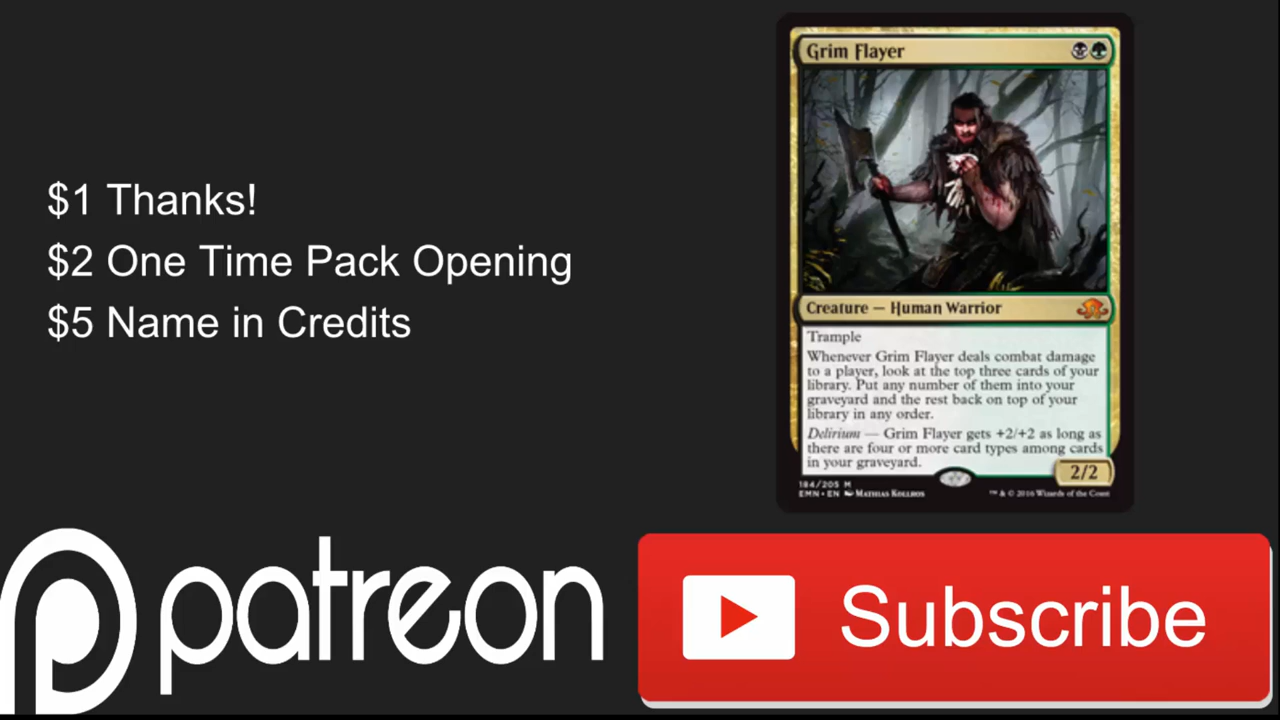 $1 Thanks!
$2 One Time Pack Opening
$5 Name in Credits
Grim Flayer
Creature — Human Warrior
Trample
Whenever Grim Flayer deals combat damage
to a player, look at the top three cards of your
library. Put any number of them into your
graveyard and the rest back on top of your
library in any order.
Delirium — Grim Flayer gets +2/+2 as long as
there are four or more card types among cards
in your graveyard.
2/2
184/205 M
EMN • EN Mathias Kollros
™ & © 2016 Wizards of the Coast
patreon
Subscribe